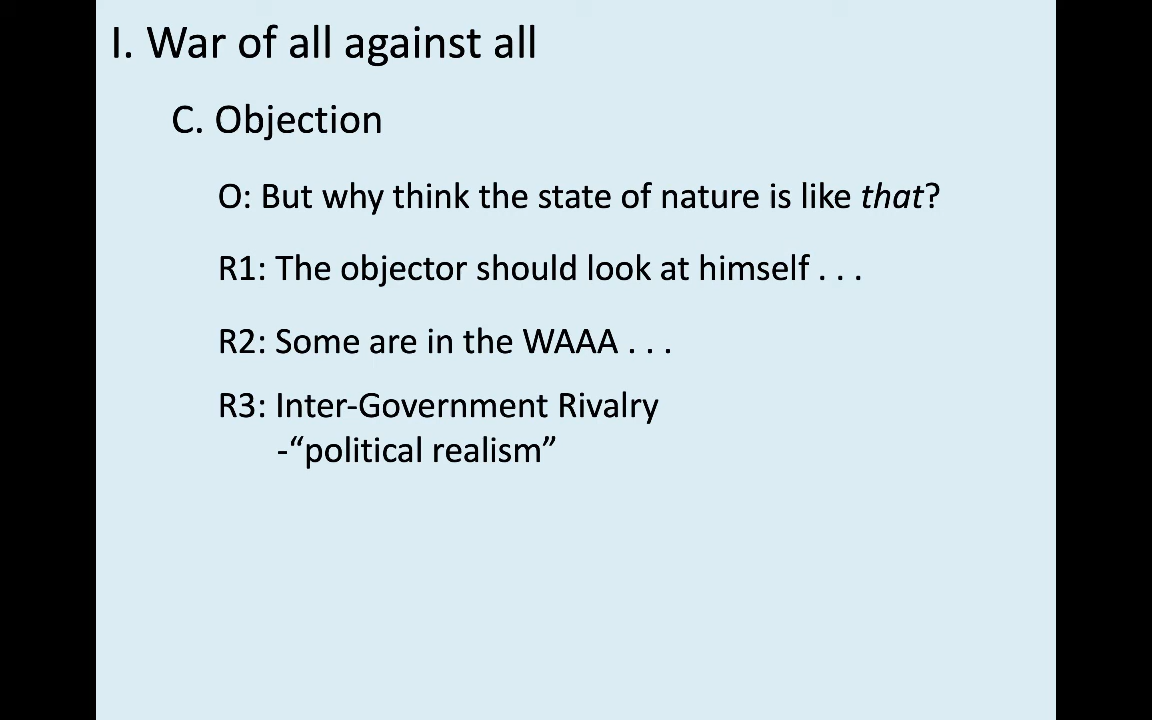 I. War of all against all
C. Objection
O: But why think the state of nature is like that?
R1: The objector should look at himself . . .
R2: Some are in the WAAA . . .
R3: Inter-Government Rivalry
-“political realism”